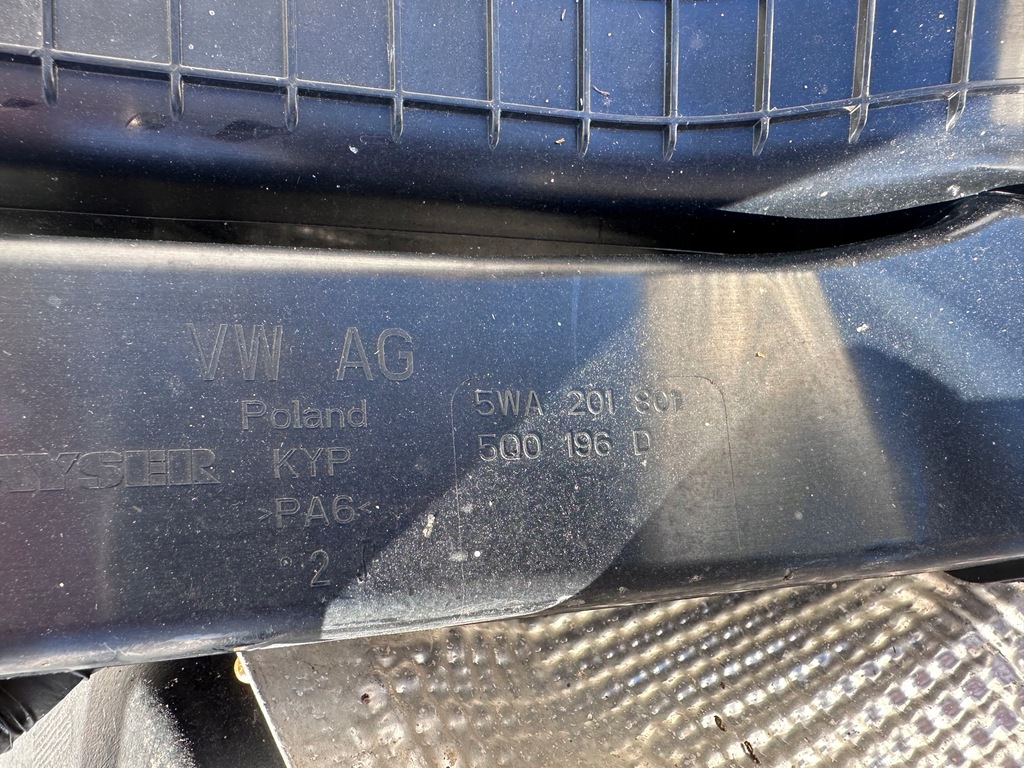 VW AG
Poland
KYP
>PA6<
2
5WA 201 801
5Q0 196 D